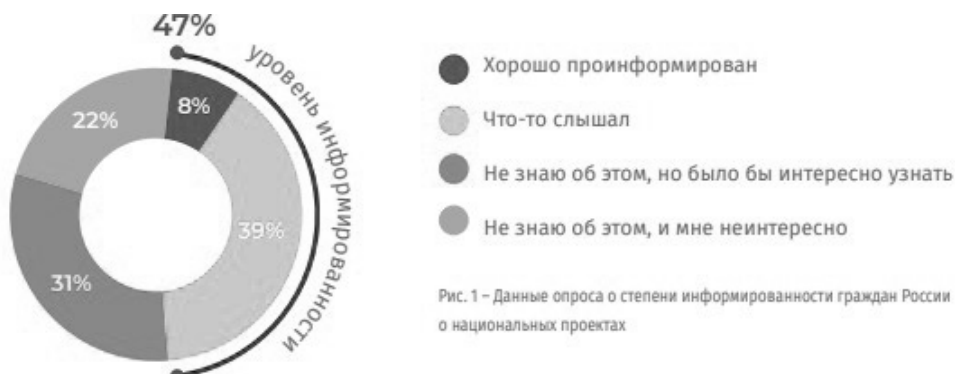 47%
уровень информированности
8%
22%
39%
31%
Хорошо проинформирован
Что-то слышал
Не знаю об этом, но было бы интересно узнать
Не знаю об этом, и мне неинтересно
Рис. 1 – Данные опроса о степени информированности граждан России
о национальных проектах